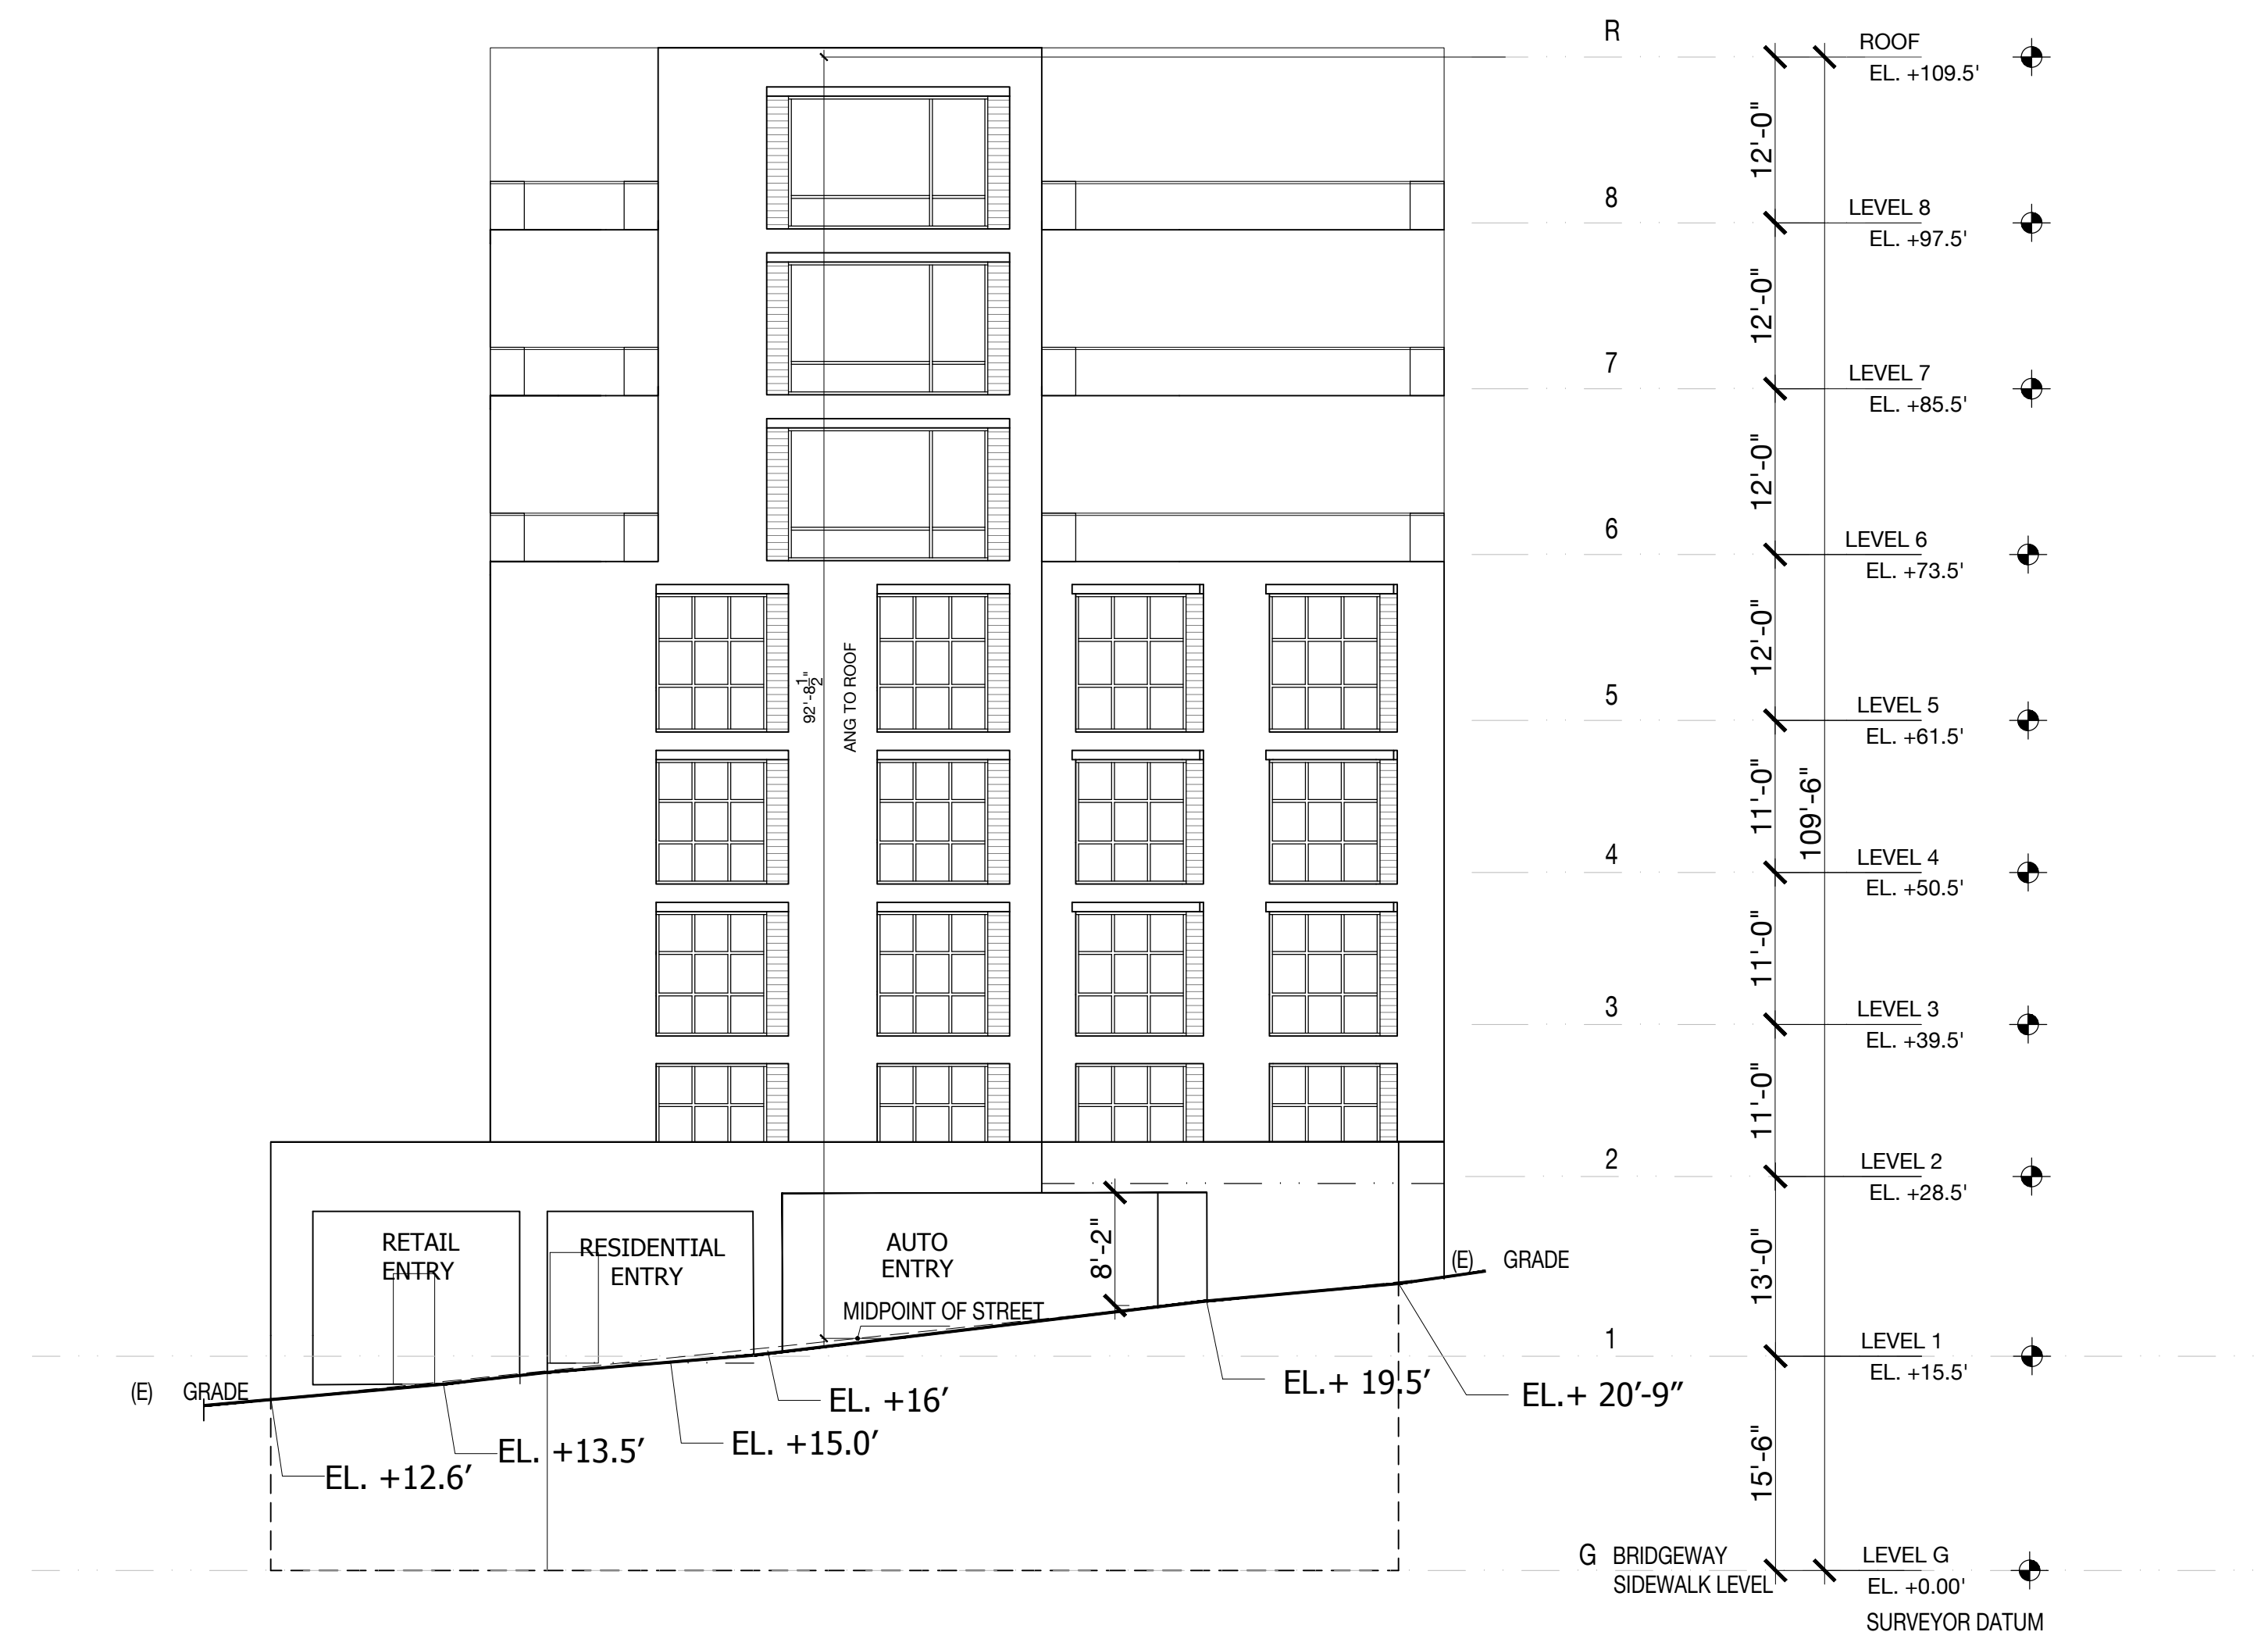 R
ROOF
EL. +109.5'
12'-0"
8
LEVEL 8
EL. +97.5'
12'-0"
7
LEVEL 7
EL. +85.5'
12'-0"
6
LEVEL 6
EL. +73.5'
12'-0"
92'-8 1/2"
ANG TO ROOF
5
LEVEL 5
EL. +61.5'
11'-0"
109'-6"
4
LEVEL 4
EL. +50.5'
11'-0"
3
LEVEL 3
EL. +39.5'
11'-0"
2
LEVEL 2
EL. +28.5'
RETAIL
ENTRY
RESIDENTIAL
ENTRY
AUTO
ENTRY
8'-2"
(E) GRADE
13'-0"
MIDPOINT OF STREET
1
LEVEL 1
EL. +15.5'
(E) GRADE
EL. +12.6′
EL. +13.5′
EL. +15.0′
EL. +16′
EL.+ 19.5′
EL.+ 20′-9″
15'-6"
G BRIDGEWAY
SIDEWALK LEVEL
LEVEL G
EL. +0.00'
SURVEYOR DATUM